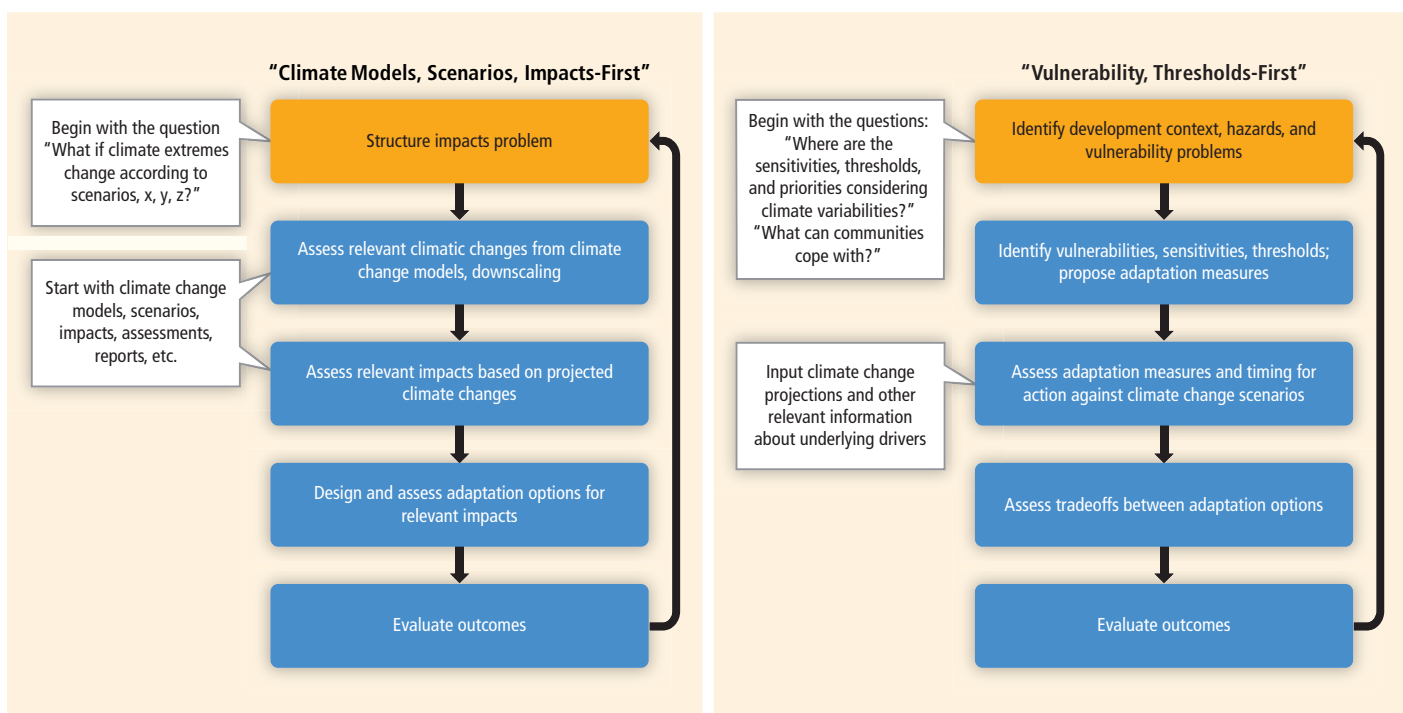 “Climate Models, Scenarios, Impacts-First”
Begin with the question
“What if climate extremes
change according to
scenarios, x, y, z?”
Structure impacts problem
Assess relevant climatic changes from climate
change models, downscaling
Start with climate change
models, scenarios,
impacts, assessments,
reports, etc.
Assess relevant impacts based on projected
climate changes
Design and assess adaptation options for
relevant impacts
Evaluate outcomes
“Vulnerability, Thresholds-First”
Begin with the questions:
“Where are the
sensitivities, thresholds,
and priorities considering
climate variabilities?”
“What can communities
cope with?”
Identify development context, hazards, and
vulnerability problems
Identify vulnerabilities, sensitivities, thresholds;
propose adaptation measures
Input climate change
projections and other
relevant information
about underlying drivers
Assess adaptation measures and timing for
action against climate change scenarios
Assess tradeoffs between adaptation options
Evaluate outcomes